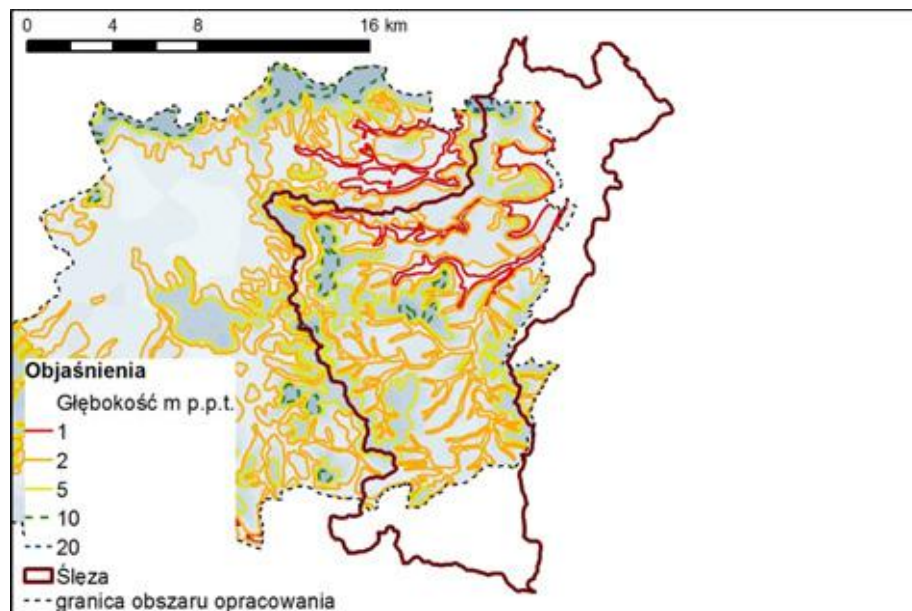 0 4 8 16 km
Objaśnienia
Głębokość m p.p.t.
1
2
5
10
20
Ślęza
granica obszaru opracowania